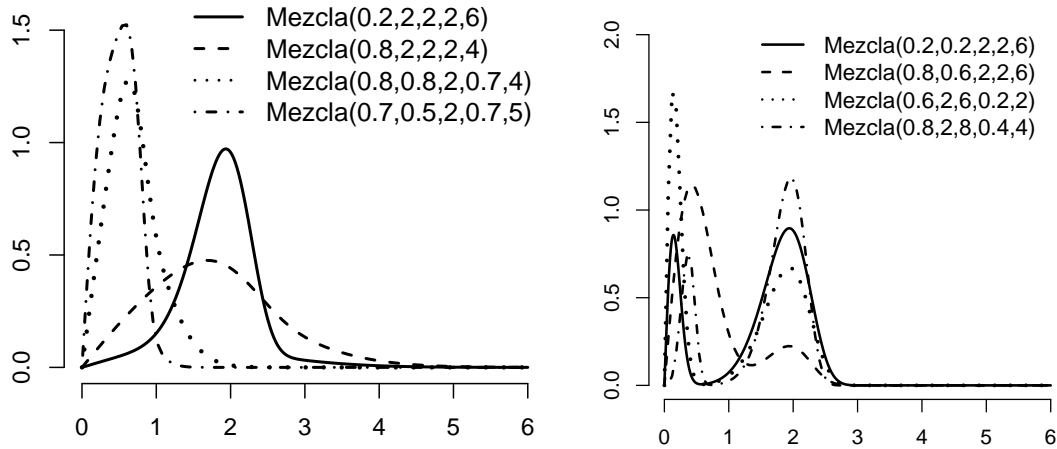 Mezcla(0.2,2,2,2,6)
Mezcla(0.8,2,2,2,4)
Mezcla(0.8,0.8,2,0.7,4)
Mezcla(0.7,0.5,2,0.7,5)
1.5
1.0
0.5
0.0
0 1 2 3 4 5 6
Mezcla(0.2,0.2,2,2,6)
Mezcla(0.8,0.6,2,2,6)
Mezcla(0.6,2,6,0.2,2)
Mezcla(0.8,2,8,0.4,4)
2.0
1.5
1.0
0.5
0.0
0 1 2 3 4 5 6